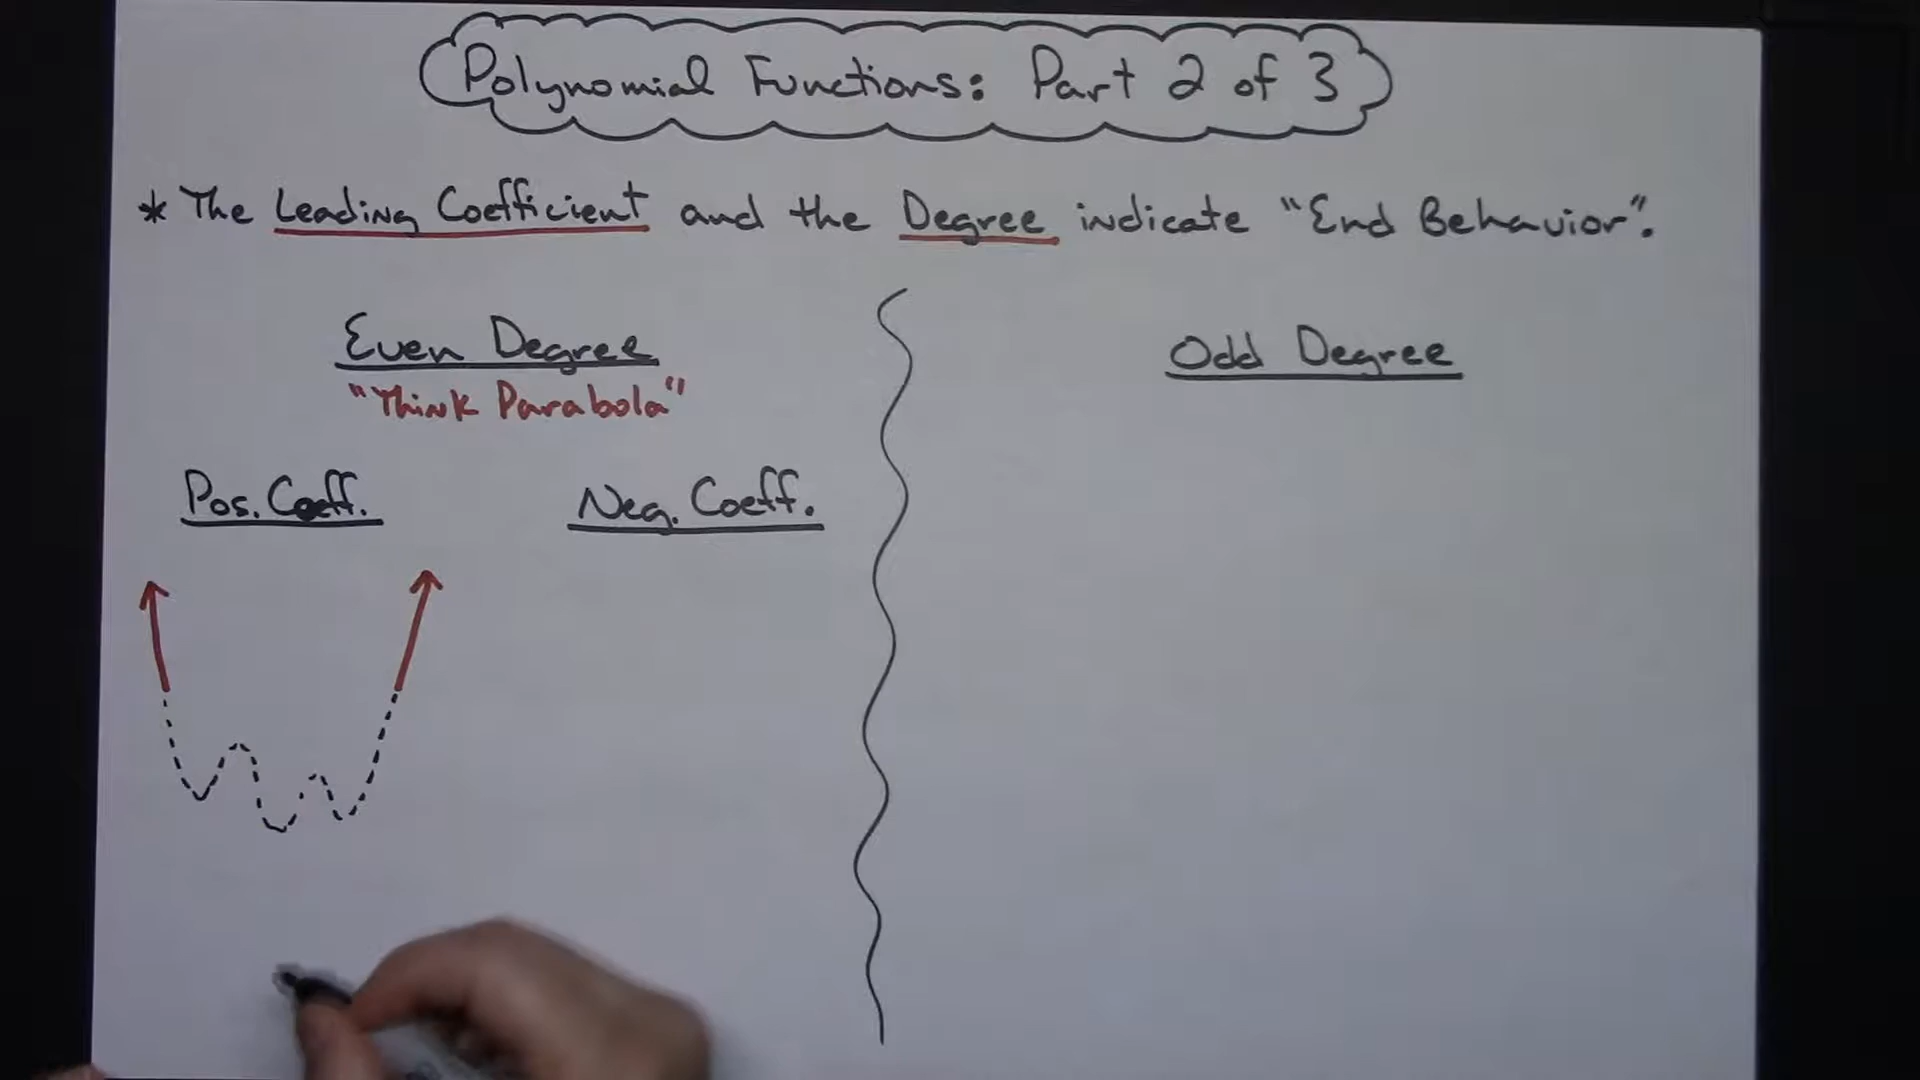 Polynomial Functions: Part 2 of 3
* The Leading Coefficient and the Degree indicate "End Behavior".
Even Degree
"Think Parabola"
Pos. Coeff.
Neg. Coeff.
Odd Degree